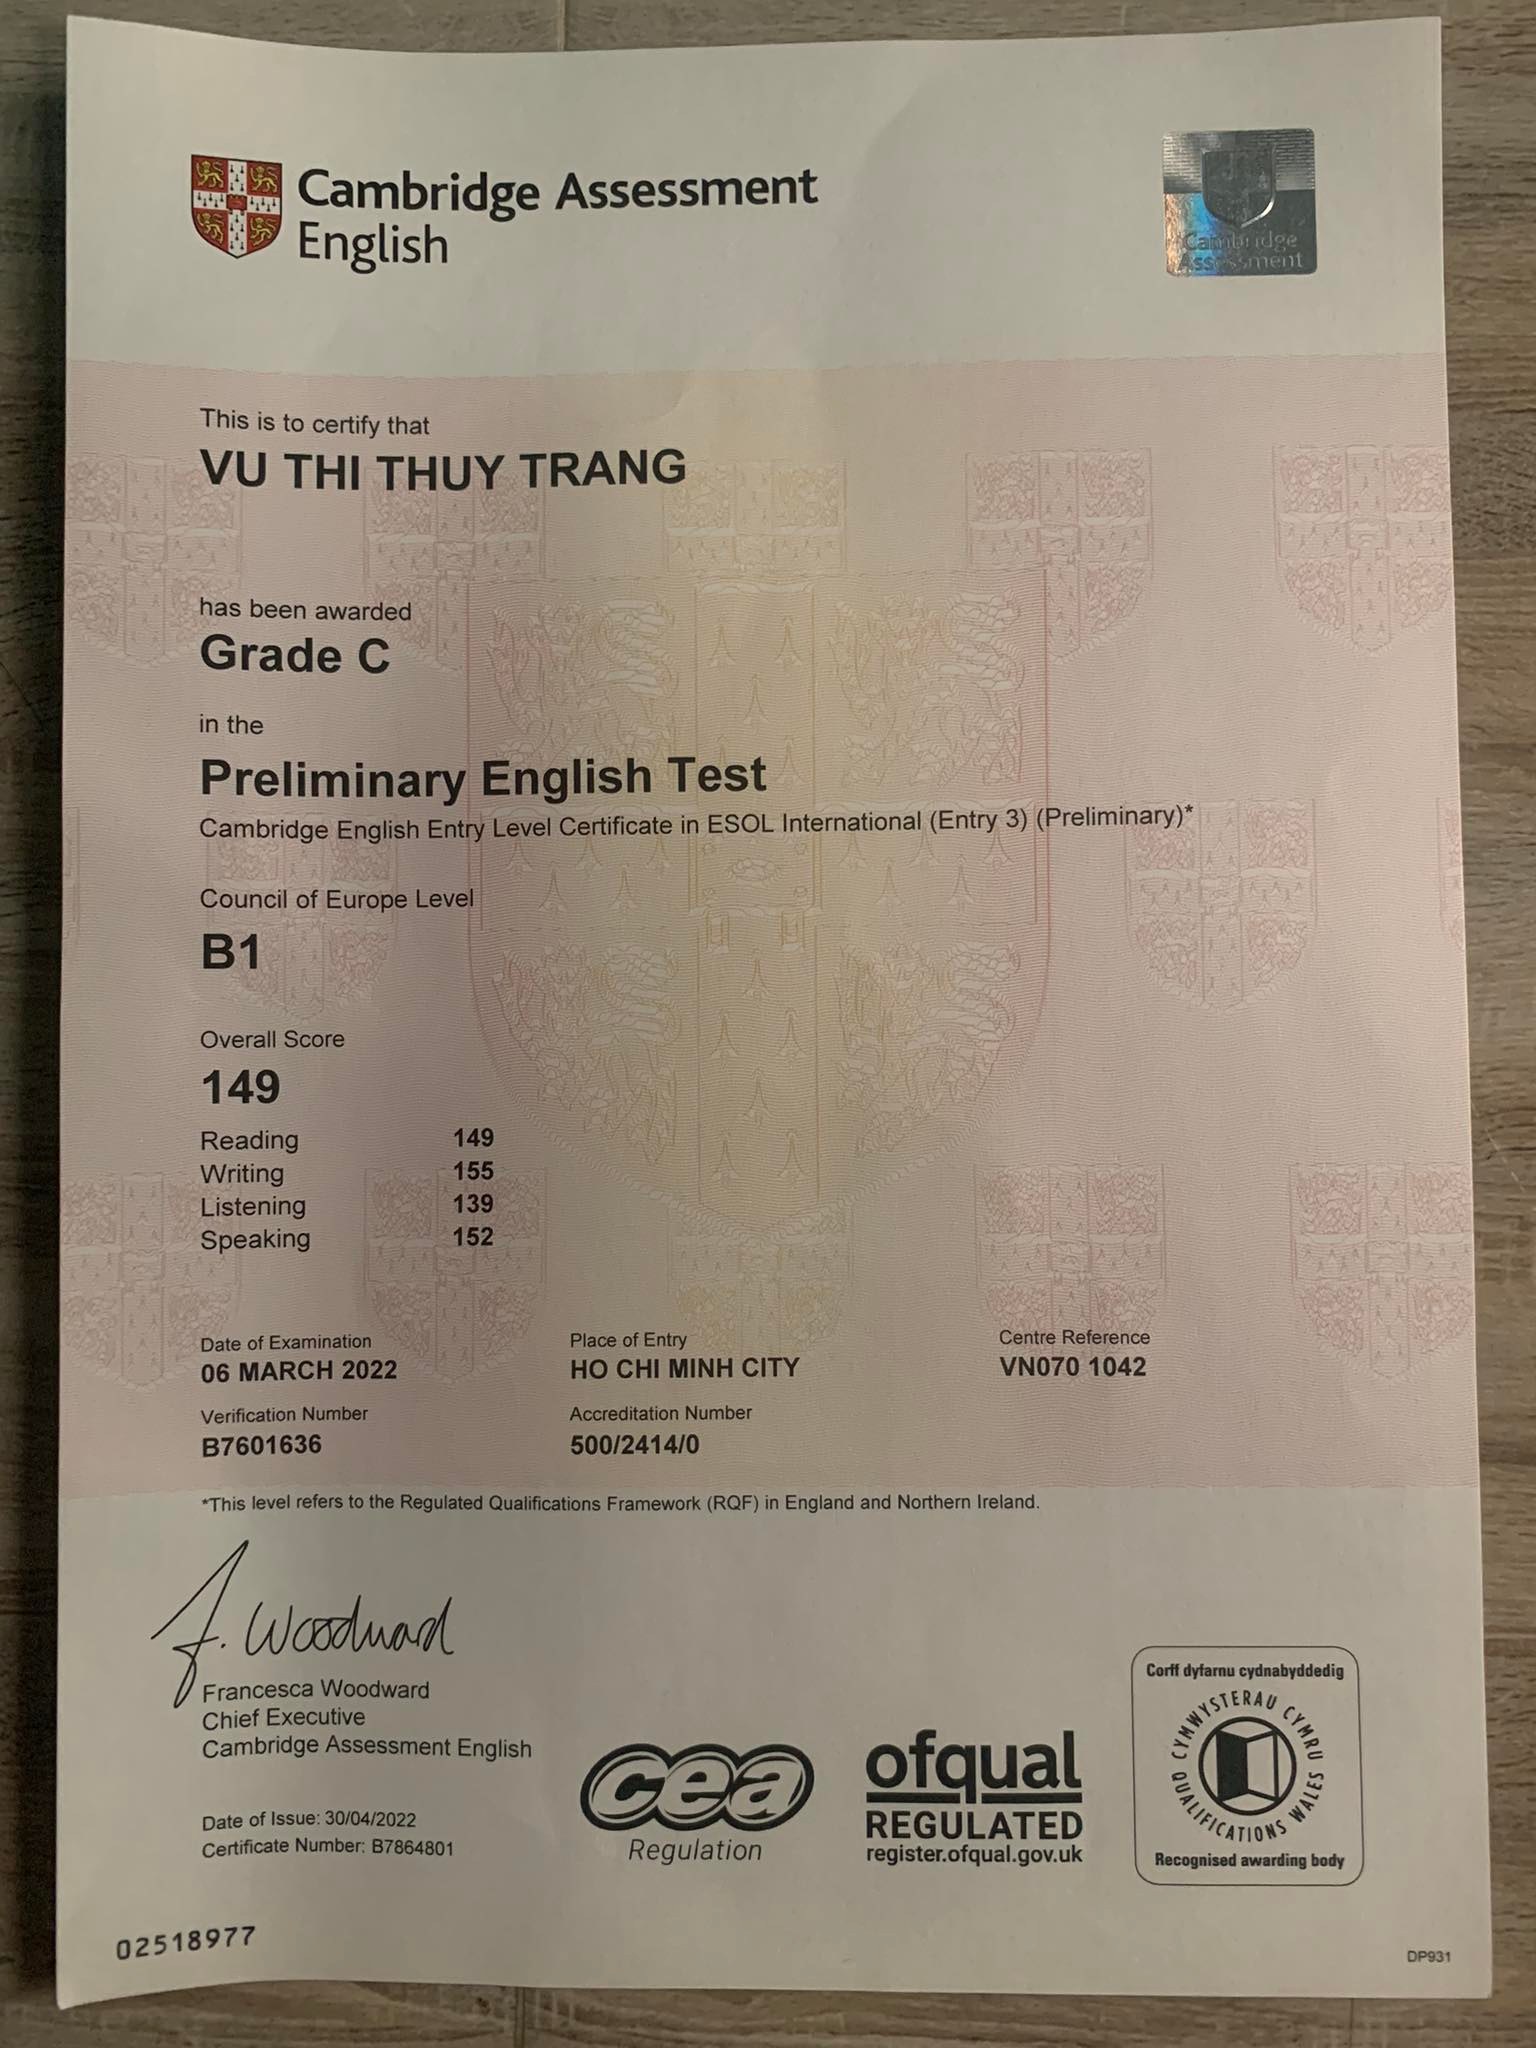 Cambridge Assessment
English
Cambridge
Assessment
This is to certify that
VU THI THUY TRANG
has been awarded
Grade C
in the
Preliminary English Test
Cambridge English Entry Level Certificate in ESOL International (Entry 3) (Preliminary)*
Council of Europe Level
B1
Overall Score
149
Reading 149
Writing 155
Listening 139
Speaking 152
Date of Examination Place of Entry Centre Reference
06 MARCH 2022 HO CHI MINH CITY VN070 1042
Verification Number Accreditation Number
B7601636 500/2414/0
*This level refers to the Regulated Qualifications Framework (RQF) in England and Northern Ireland.
F. Woodward
Francesca Woodward
Chief Executive
Cambridge Assessment English
Date of Issue: 30/04/2022
Certificate Number: B7864801
cea
Regulation
ofqual
REGULATED
register.ofqual.gov.uk
Corff dyfarnu cydnabyddedig
CYMWYSTERAU CYMRU
QUALIFICATIONS WALES
Recognised awarding body
02518977
DP931